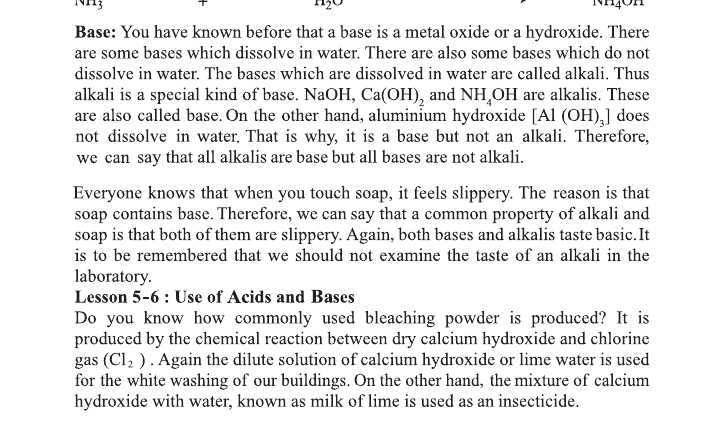 NH3 + H2O NH4OH
Base: You have known before that a base is a metal oxide or a hydroxide. There
are some bases which dissolve in water. There are also some bases which do not
dissolve in water. The bases which are dissolved in water are called alkali. Thus
alkali is a special kind of base. NaOH, Ca(OH)2 and NH4OH are alkalis. These
are also called base. On the other hand, aluminium hydroxide [Al (OH)3] does
not dissolve in water. That is why, it is a base but not an alkali. Therefore,
we can say that all alkalis are base but all bases are not alkali.
Everyone knows that when you touch soap, it feels slippery. The reason is that
soap contains base. Therefore, we can say that a common property of alkali and
soap is that both of them are slippery. Again, both bases and alkalis taste basic. It
is to be remembered that we should not examine the taste of an alkali in the
laboratory.
Lesson 5-6 : Use of Acids and Bases
Do you know how commonly used bleaching powder is produced? It is
produced by the chemical reaction between dry calcium hydroxide and chlorine
gas (Cl2 ) . Again the dilute solution of calcium hydroxide or lime water is used
for the white washing of our buildings. On the other hand, the mixture of calcium
hydroxide with water, known as milk of lime is used as an insecticide.